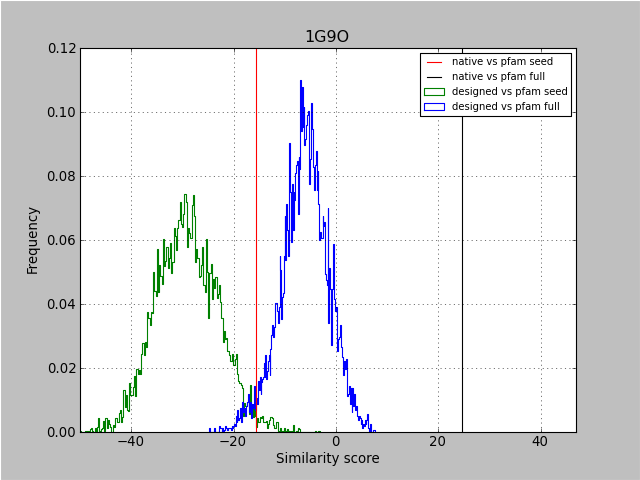 1G9O
0.12
0.10
0.08
0.06
0.04
0.02
0.00
Frequency
native vs pfam seed
native vs pfam full
designed vs pfam seed
designed vs pfam full
−40
−20
0
20
40
Similarity score